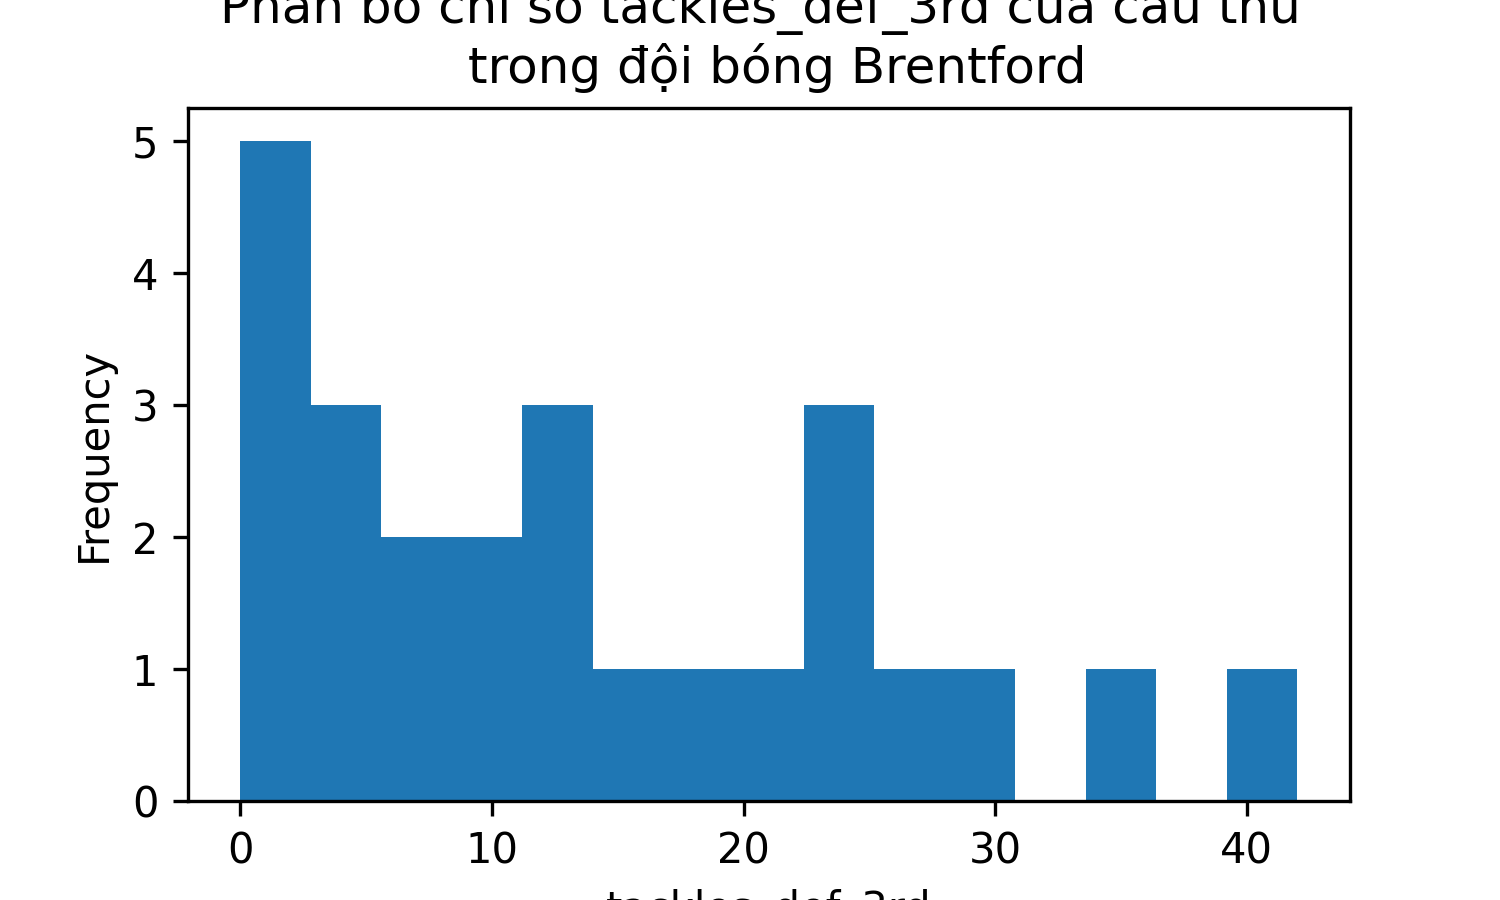 Phân bố chỉ số tackles_def_3rd của cầu thủ
trong đội bóng Brentford
5
4
3
2
1
0
Frequency
0 10 20 30 40
tackles_def_3rd